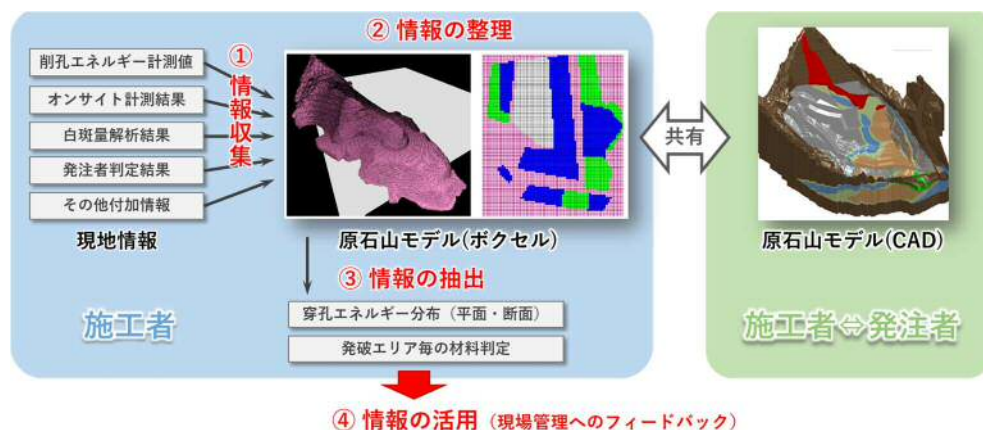 ① 情報収集
② 情報の整理
削孔エネルギー計測値
オンサイト計測結果
白斑量解析結果
発注者判定結果
その他付加情報
現地情報
原石山モデル(ボクセル)
共有
原石山モデル(CAD)
③ 情報の抽出
穿孔エネルギー分布（平面・断面）
発破エリア毎の材料判定
施工者
施工者⇔発注者
④ 情報の活用（現場管理へのフィードバック）